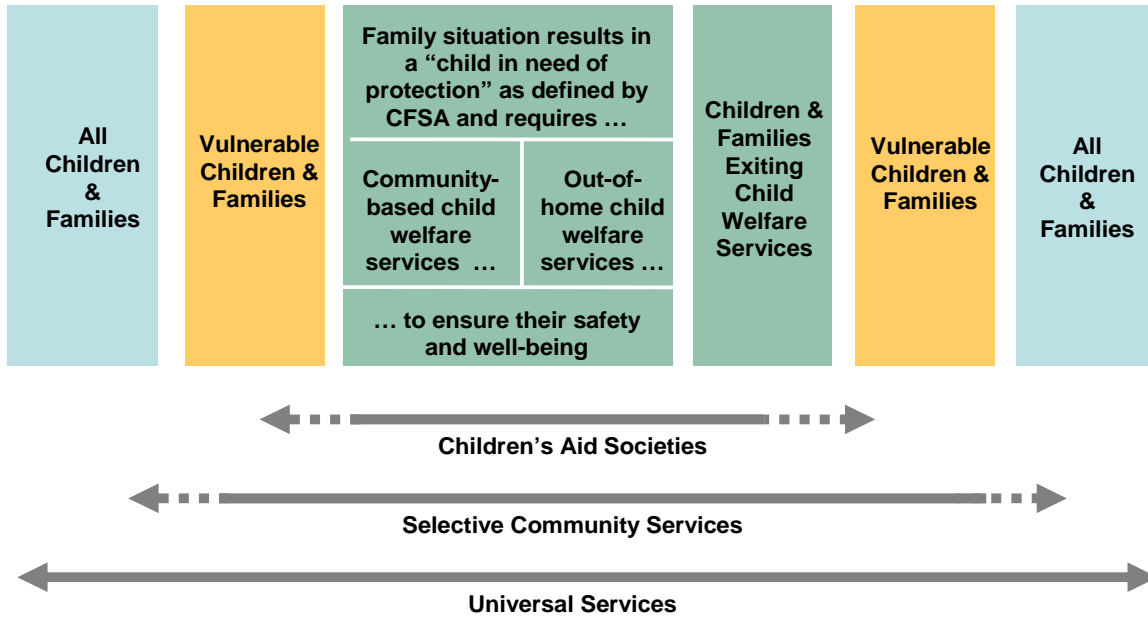 All
Children
&
Families
Vulnerable
Children &
Families
Family situation results in
a “child in need of
protection” as defined by
CFSA and requires …
Community-
based child
welfare
services …
Out-of-
home child
welfare
services …
… to ensure their safety
and well-being
Children &
Families
Exiting
Child
Welfare
Services
Vulnerable
Children &
Families
All
Children
&
Families
Children’s Aid Societies
Selective Community Services
Universal Services